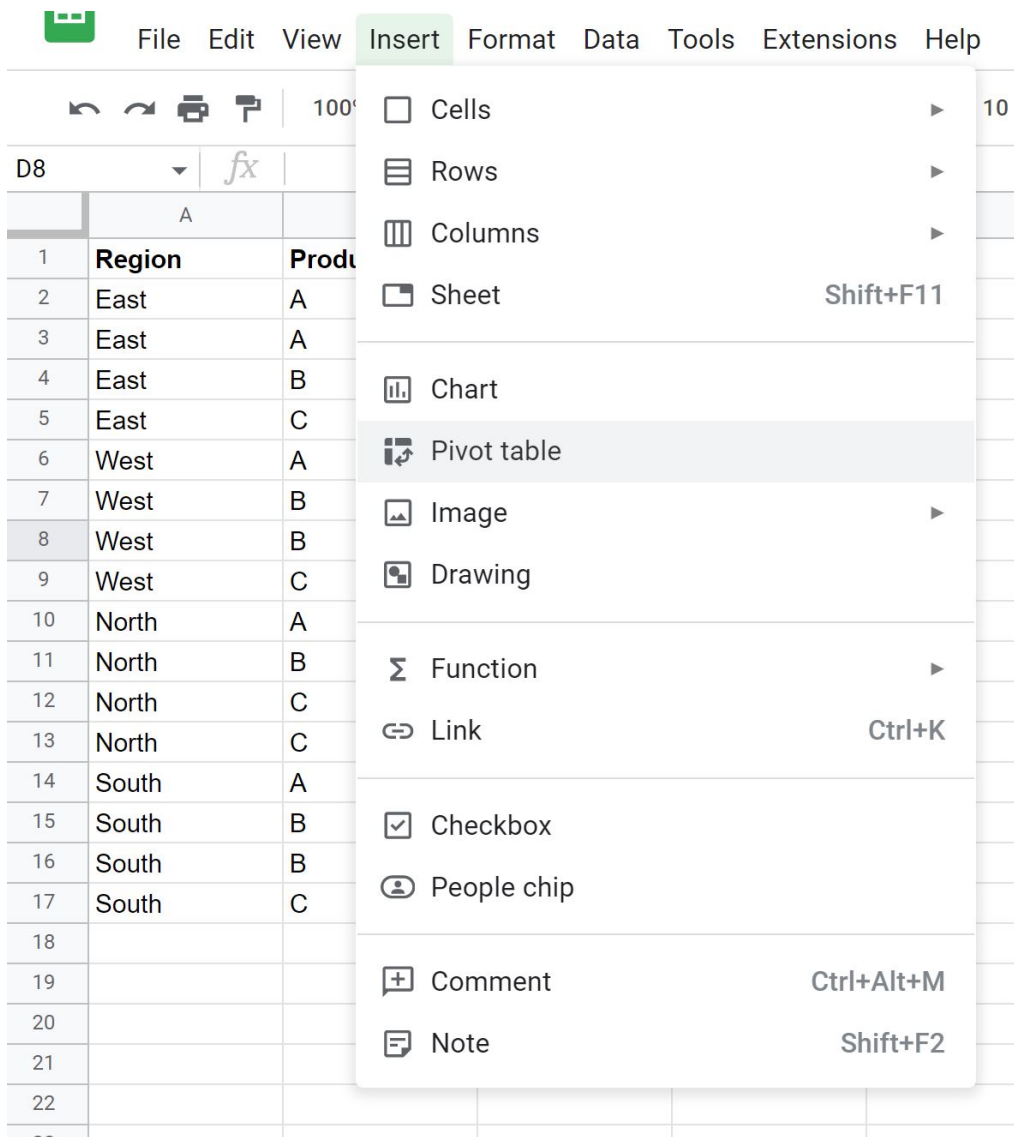 File Edit View Insert Format Data Tools Extensions Help
100% 10
D8 fx
A
1 Region Produ
2 East A
3 East A
4 East B
5 East C
6 West A
7 West B
8 West B
9 West C
10 North A
11 North B
12 North C
13 North C
14 South A
15 South B
16 South B
17 South C
18
19
20
21
22
Cells
Rows
Columns
Sheet Shift+F11
Chart
Pivot table
Image
Drawing
Function
Link Ctrl+K
Checkbox
People chip
Comment Ctrl+Alt+M
Note Shift+F2